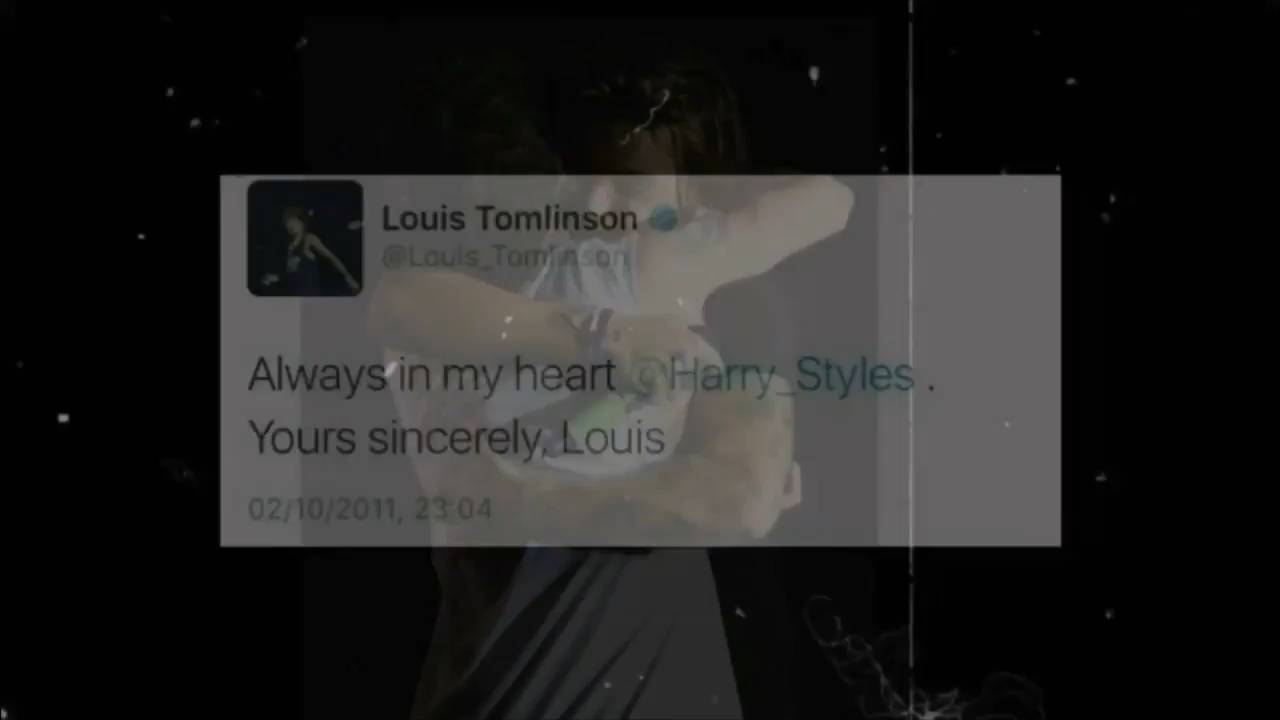 Louis Tomlinson
@Louis_Tomlinson
Always in my heart @Harry_Styles .
Yours sincerely, Louis
02/10/2011, 23:04